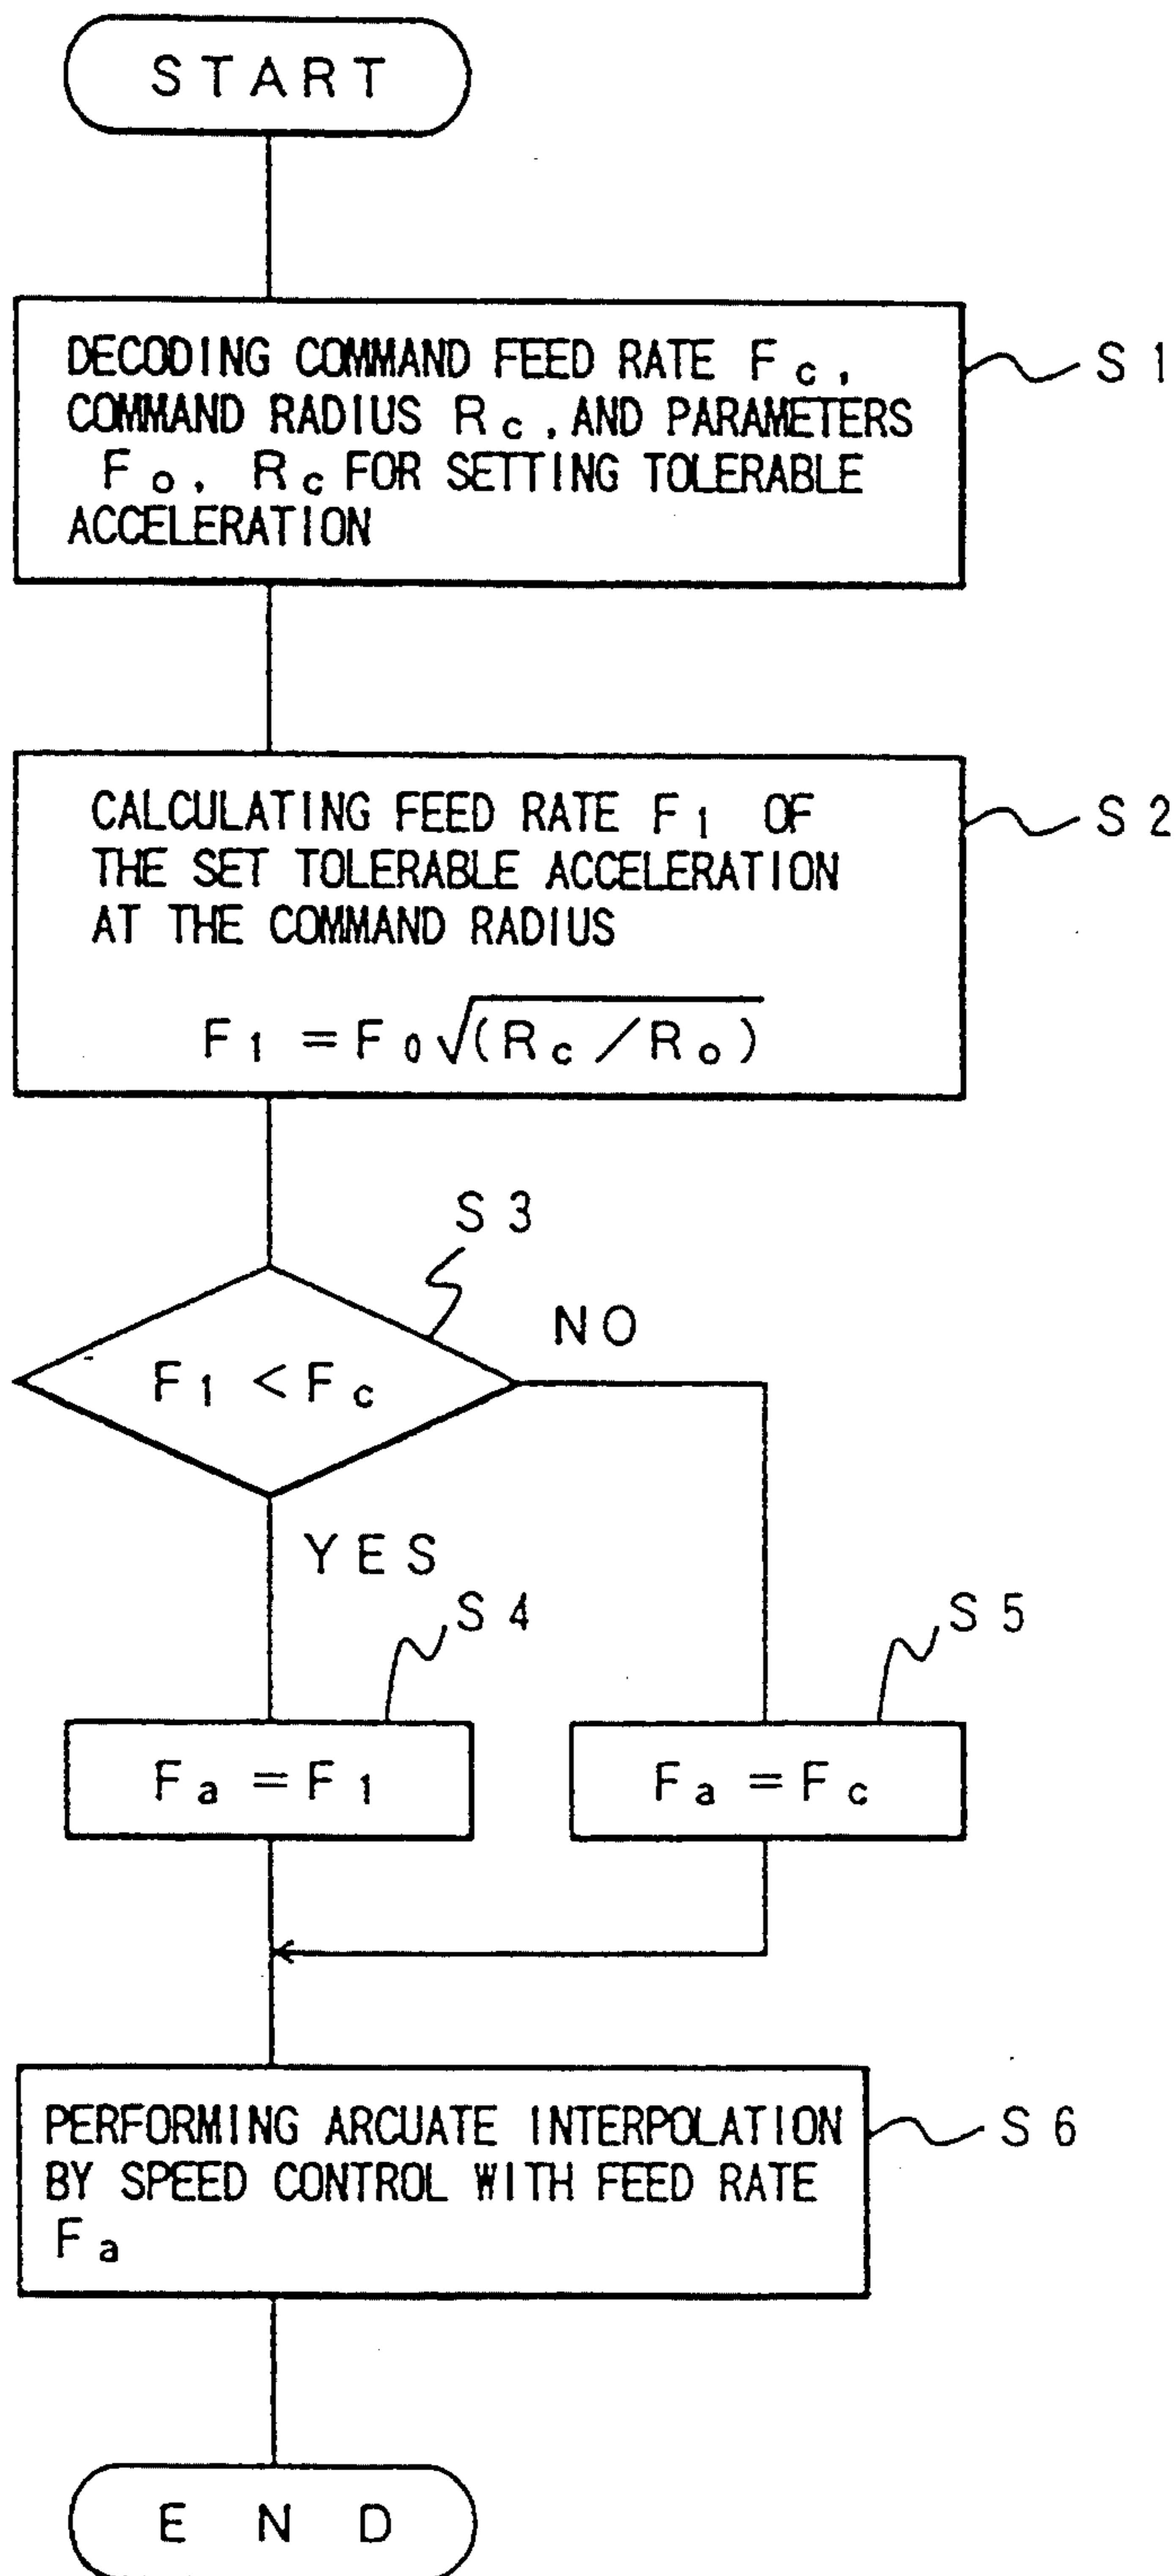 START
DECODING COMMAND FEED RATE Fc,
COMMAND RADIUS Rc, AND PARAMETERS
Fo, Rc FOR SETTING TOLERABLE
ACCELERATION
S1
CALCULATING FEED RATE F1 OF
THE SET TOLERABLE ACCELERATION
AT THE COMMAND RADIUS
F1 = F0√(Rc/Ro)
S2
S3
F1 < Fc
NO
YES
S4
Fa = F1
S5
Fa = Fc
PERFORMING ARCUATE INTERPOLATION
BY SPEED CONTROL WITH FEED RATE
Fa
S6
END